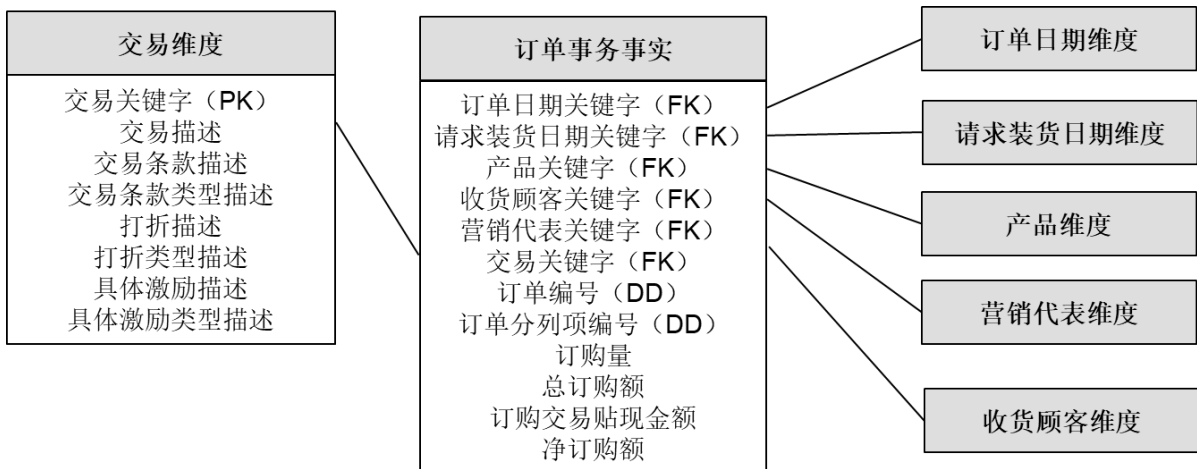 交易维度
交易关键字（PK）
交易描述
交易条款描述
交易条款类型描述
打折描述
打折类型描述
具体激励描述
具体激励类型描述
订单事务事实
订单日期关键字（FK）
请求装货日期关键字（FK）
产品关键字（FK）
收货顾客关键字（FK）
营销代表关键字（FK）
交易关键字（FK）
订单编号（DD）
订单分列项编号（DD）
订购量
总订购额
订购交易贴现金额
净订购额
订单日期维度
请求装货日期维度
产品维度
营销代表维度
收货顾客维度